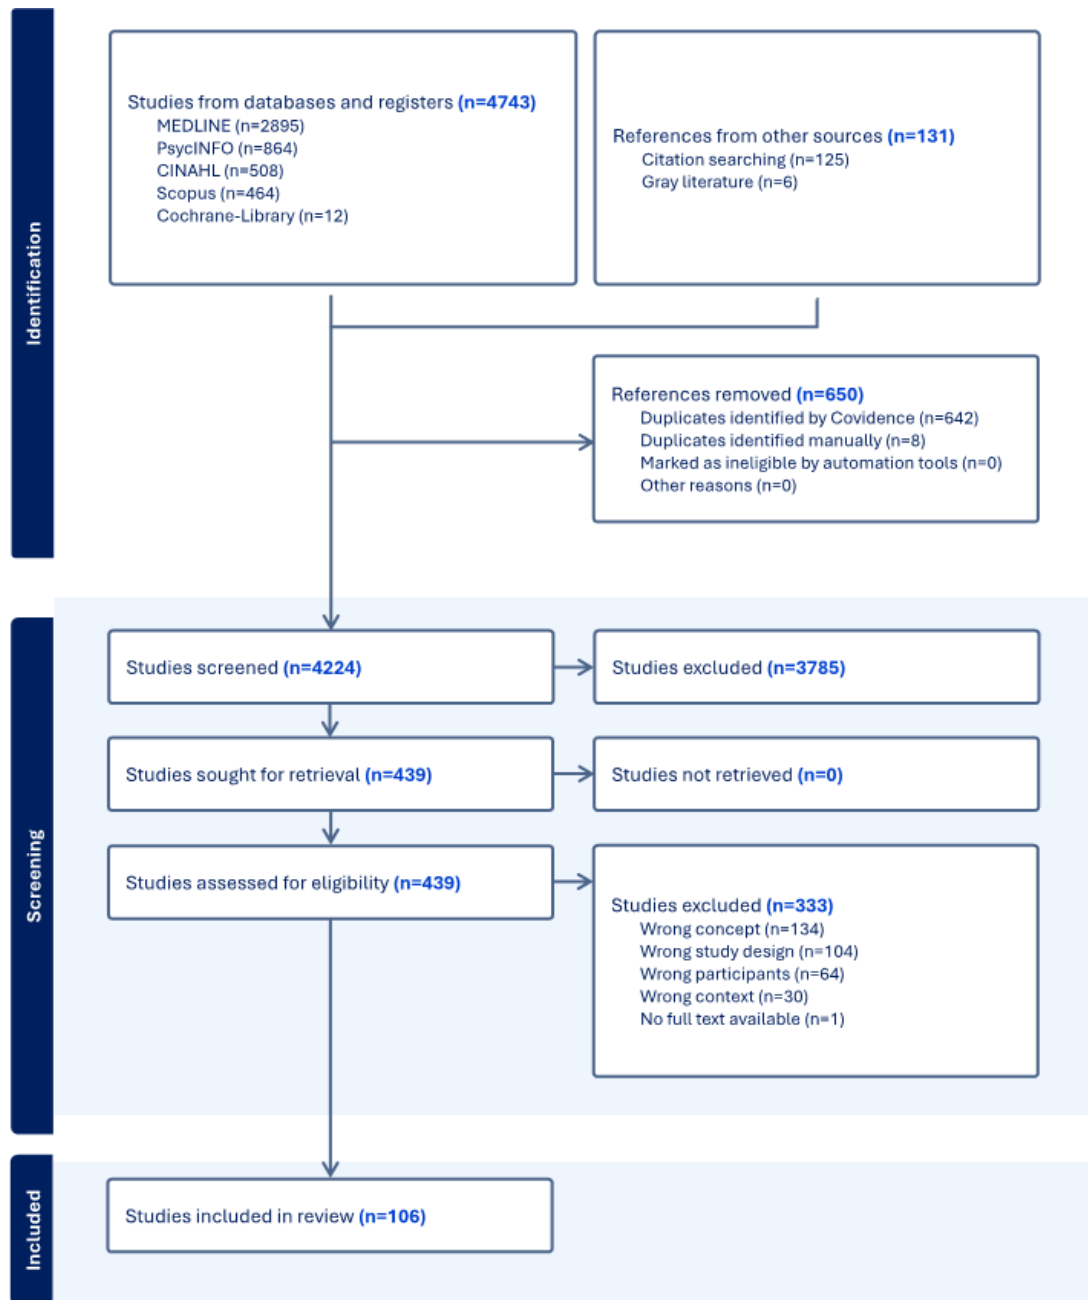 Identification
Studies from databases and registers (n=4743)
MEDLINE (n=2895)
PsycINFO (n=864)
CINAHL (n=508)
Scopus (n=464)
Cochrane-Library (n=12)
References from other sources (n=131)
Citation searching (n=125)
Gray literature (n=6)
References removed (n=650)
Duplicates identified by Covidence (n=642)
Duplicates identified manually (n=8)
Marked as ineligible by automation tools (n=0)
Other reasons (n=0)
Screening
Studies screened (n=4224)
Studies excluded (n=3785)
Studies sought for retrieval (n=439)
Studies not retrieved (n=0)
Studies assessed for eligibility (n=439)
Studies excluded (n=333)
Wrong concept (n=134)
Wrong study design (n=104)
Wrong participants (n=64)
Wrong context (n=30)
No full text available (n=1)
Included
Studies included in review (n=106)